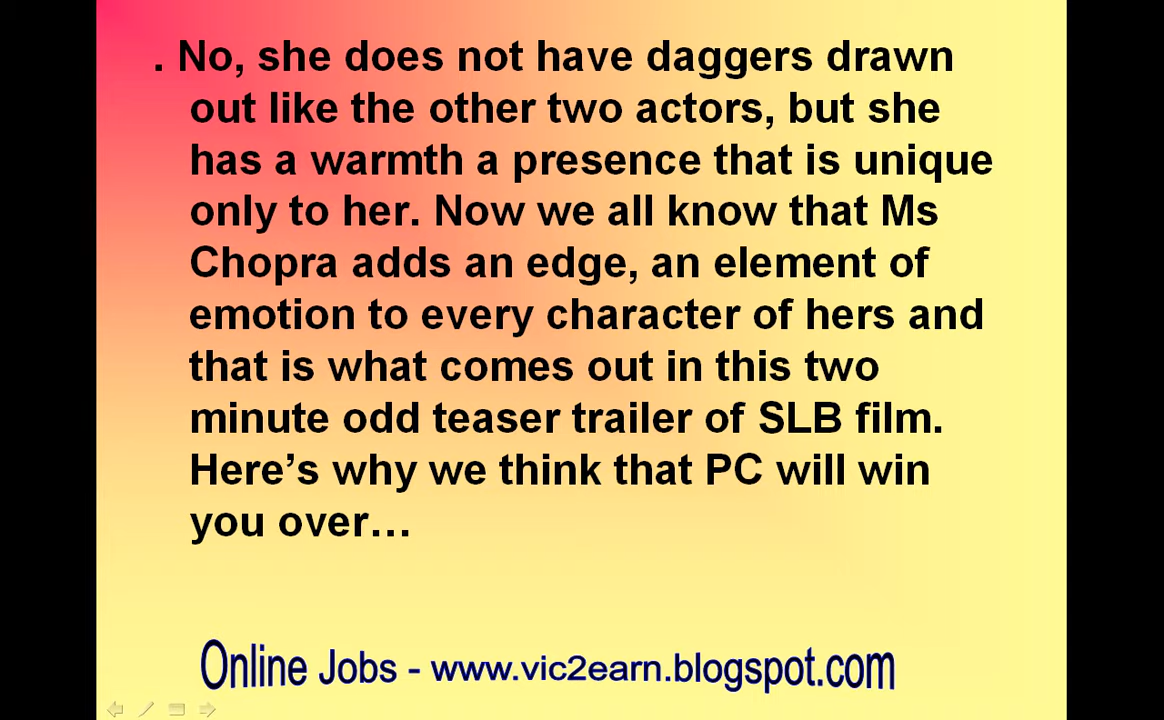 . No, she does not have daggers drawn
out like the other two actors, but she
has a warmth a presence that is unique
only to her. Now we all know that Ms
Chopra adds an edge, an element of
emotion to every character of hers and
that is what comes out in this two
minute odd teaser trailer of SLB film.
Here’s why we think that PC will win
you over…
Online Jobs - www.vic2earn.blogspot.com